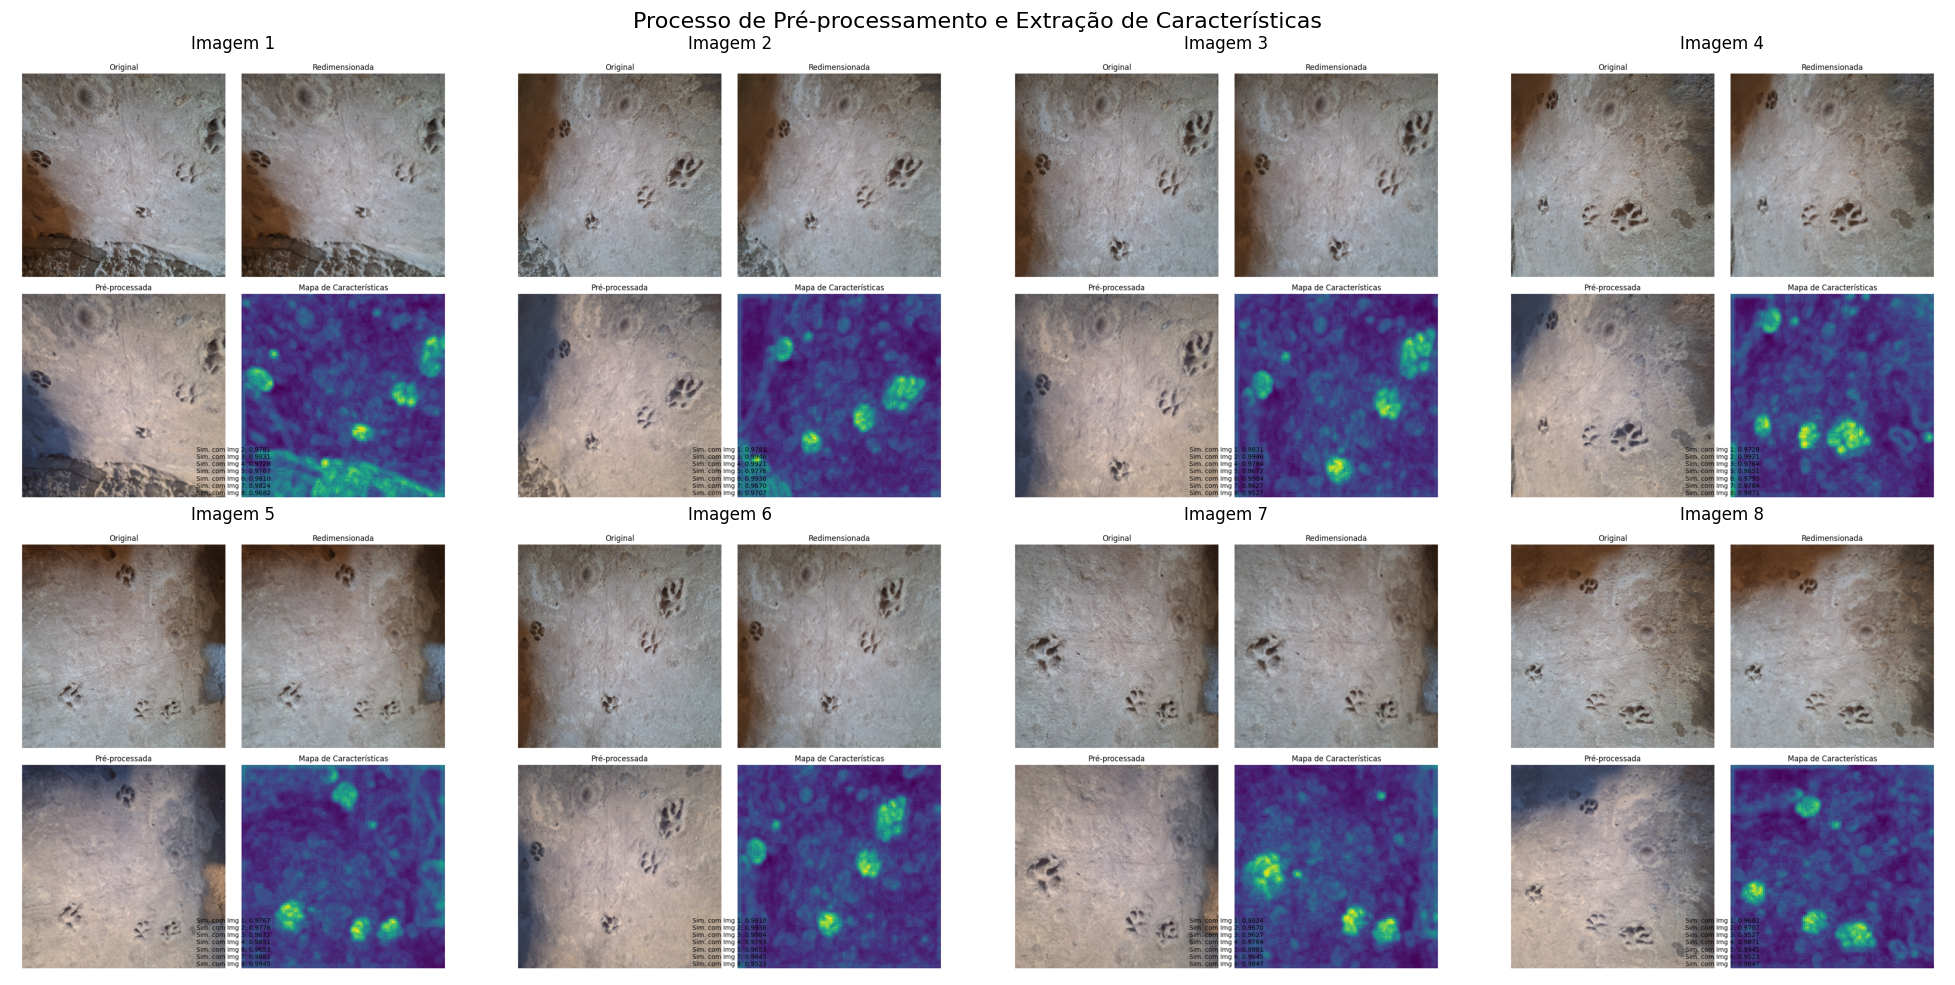 Processo de Pré-processamento e Extração de Características
Imagem 1
Imagem 2
Imagem 3
Imagem 4
Original
Redimensionada
Original
Redimensionada
Original
Redimensionada
Original
Redimensionada
Pré-processada
Mapa de Características
Pré-processada
Mapa de Características
Pré-processada
Mapa de Características
Pré-processada
Mapa de Características
Sim. com Img 2: 0.9781
Sim. com Img 3: 0.9831
Sim. com Img 4: 0.9728
Sim. com Img 5: 0.9767
Sim. com Img 6: 0.9810
Sim. com Img 7: 0.9824
Sim. com Img 8: 0.9682
Sim. com Img 1: 0.9781
Sim. com Img 3: 0.9946
Sim. com Img 4: 0.9921
Sim. com Img 5: 0.9776
Sim. com Img 6: 0.9936
Sim. com Img 7: 0.9670
Sim. com Img 8: 0.9707
Sim. com Img 1: 0.9831
Sim. com Img 2: 0.9946
Sim. com Img 4: 0.9784
Sim. com Img 5: 0.9672
Sim. com Img 6: 0.9984
Sim. com Img 7: 0.9627
Sim. com Img 8: 0.9527
Sim. com Img 1: 0.9728
Sim. com Img 2: 0.9921
Sim. com Img 3: 0.9784
Sim. com Img 5: 0.9851
Sim. com Img 6: 0.9793
Sim. com Img 7: 0.9704
Sim. com Img 8: 0.9871
Imagem 5
Imagem 6
Imagem 7
Imagem 8
Original
Redimensionada
Original
Redimensionada
Original
Redimensionada
Original
Redimensionada
Pré-processada
Mapa de Características
Pré-processada
Mapa de Características
Pré-processada
Mapa de Características
Pré-processada
Mapa de Características
Sim. com Img 1: 0.9767
Sim. com Img 2: 0.9776
Sim. com Img 3: 0.9672
Sim. com Img 4: 0.9851
Sim. com Img 6: 0.9653
Sim. com Img 7: 0.9881
Sim. com Img 8: 0.9945
Sim. com Img 1: 0.9810
Sim. com Img 2: 0.9936
Sim. com Img 3: 0.9984
Sim. com Img 4: 0.9793
Sim. com Img 5: 0.9653
Sim. com Img 7: 0.9645
Sim. com Img 8: 0.9523
Sim. com Img 1: 0.9824
Sim. com Img 2: 0.9670
Sim. com Img 3: 0.9627
Sim. com Img 4: 0.9704
Sim. com Img 5: 0.9881
Sim. com Img 6: 0.9645
Sim. com Img 8: 0.9847
Sim. com Img 1: 0.9682
Sim. com Img 2: 0.9707
Sim. com Img 3: 0.9527
Sim. com Img 4: 0.9871
Sim. com Img 5: 0.9945
Sim. com Img 6: 0.9523
Sim. com Img 7: 0.9847